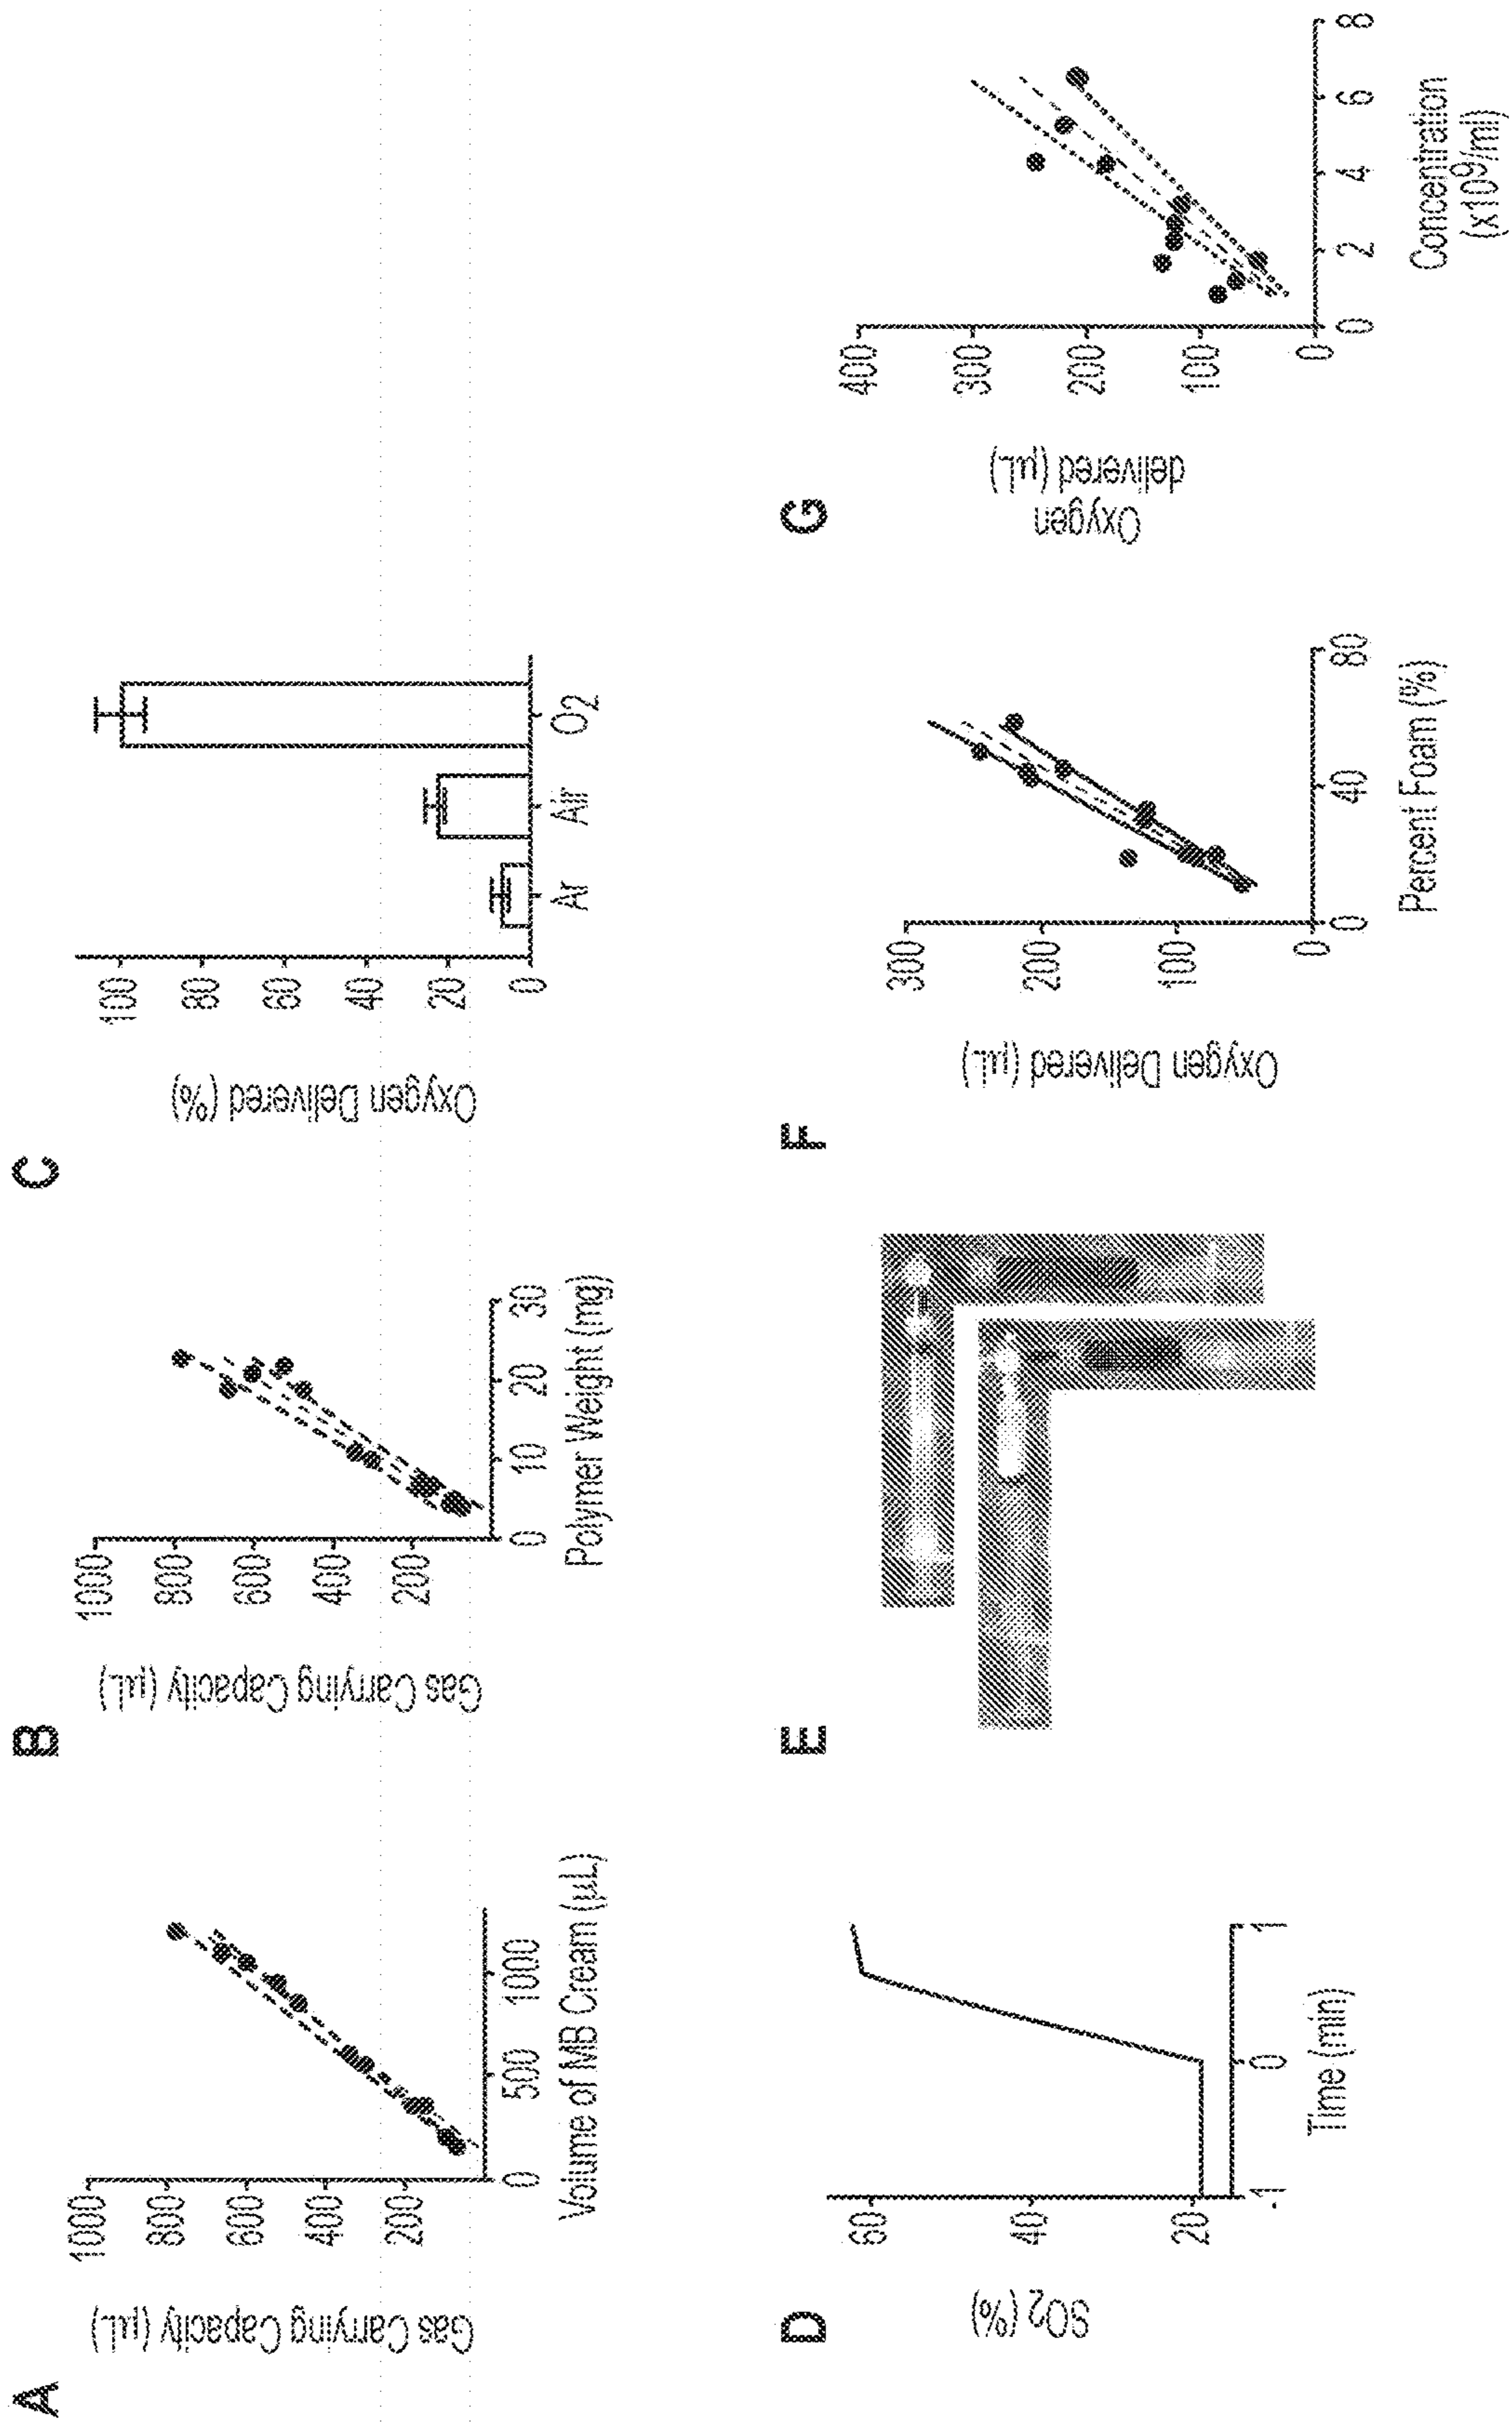 A
Gas Carrying Capacity (µL)
1000
800
600
400
200
0
500
1000
Volume of MB Cream (µL)
B
Gas Carrying Capacity (µL)
1000
800
600
400
200
0
10
20
30
Polymer Weight (mg)
C
Oxygen Delivered (%)
100
80
60
40
20
0
Ar
Air
O2
D
SO2 (%)
60
40
20
-1
0
1
Time (min)
E
F
Oxygen Delivered (µL)
300
200
100
0
0
40
80
Percent Foam (%)
G
Oxygen
delivered (µL)
400
300
200
100
0
0
2
4
6
8
Concentration
(x10⁹/ml)